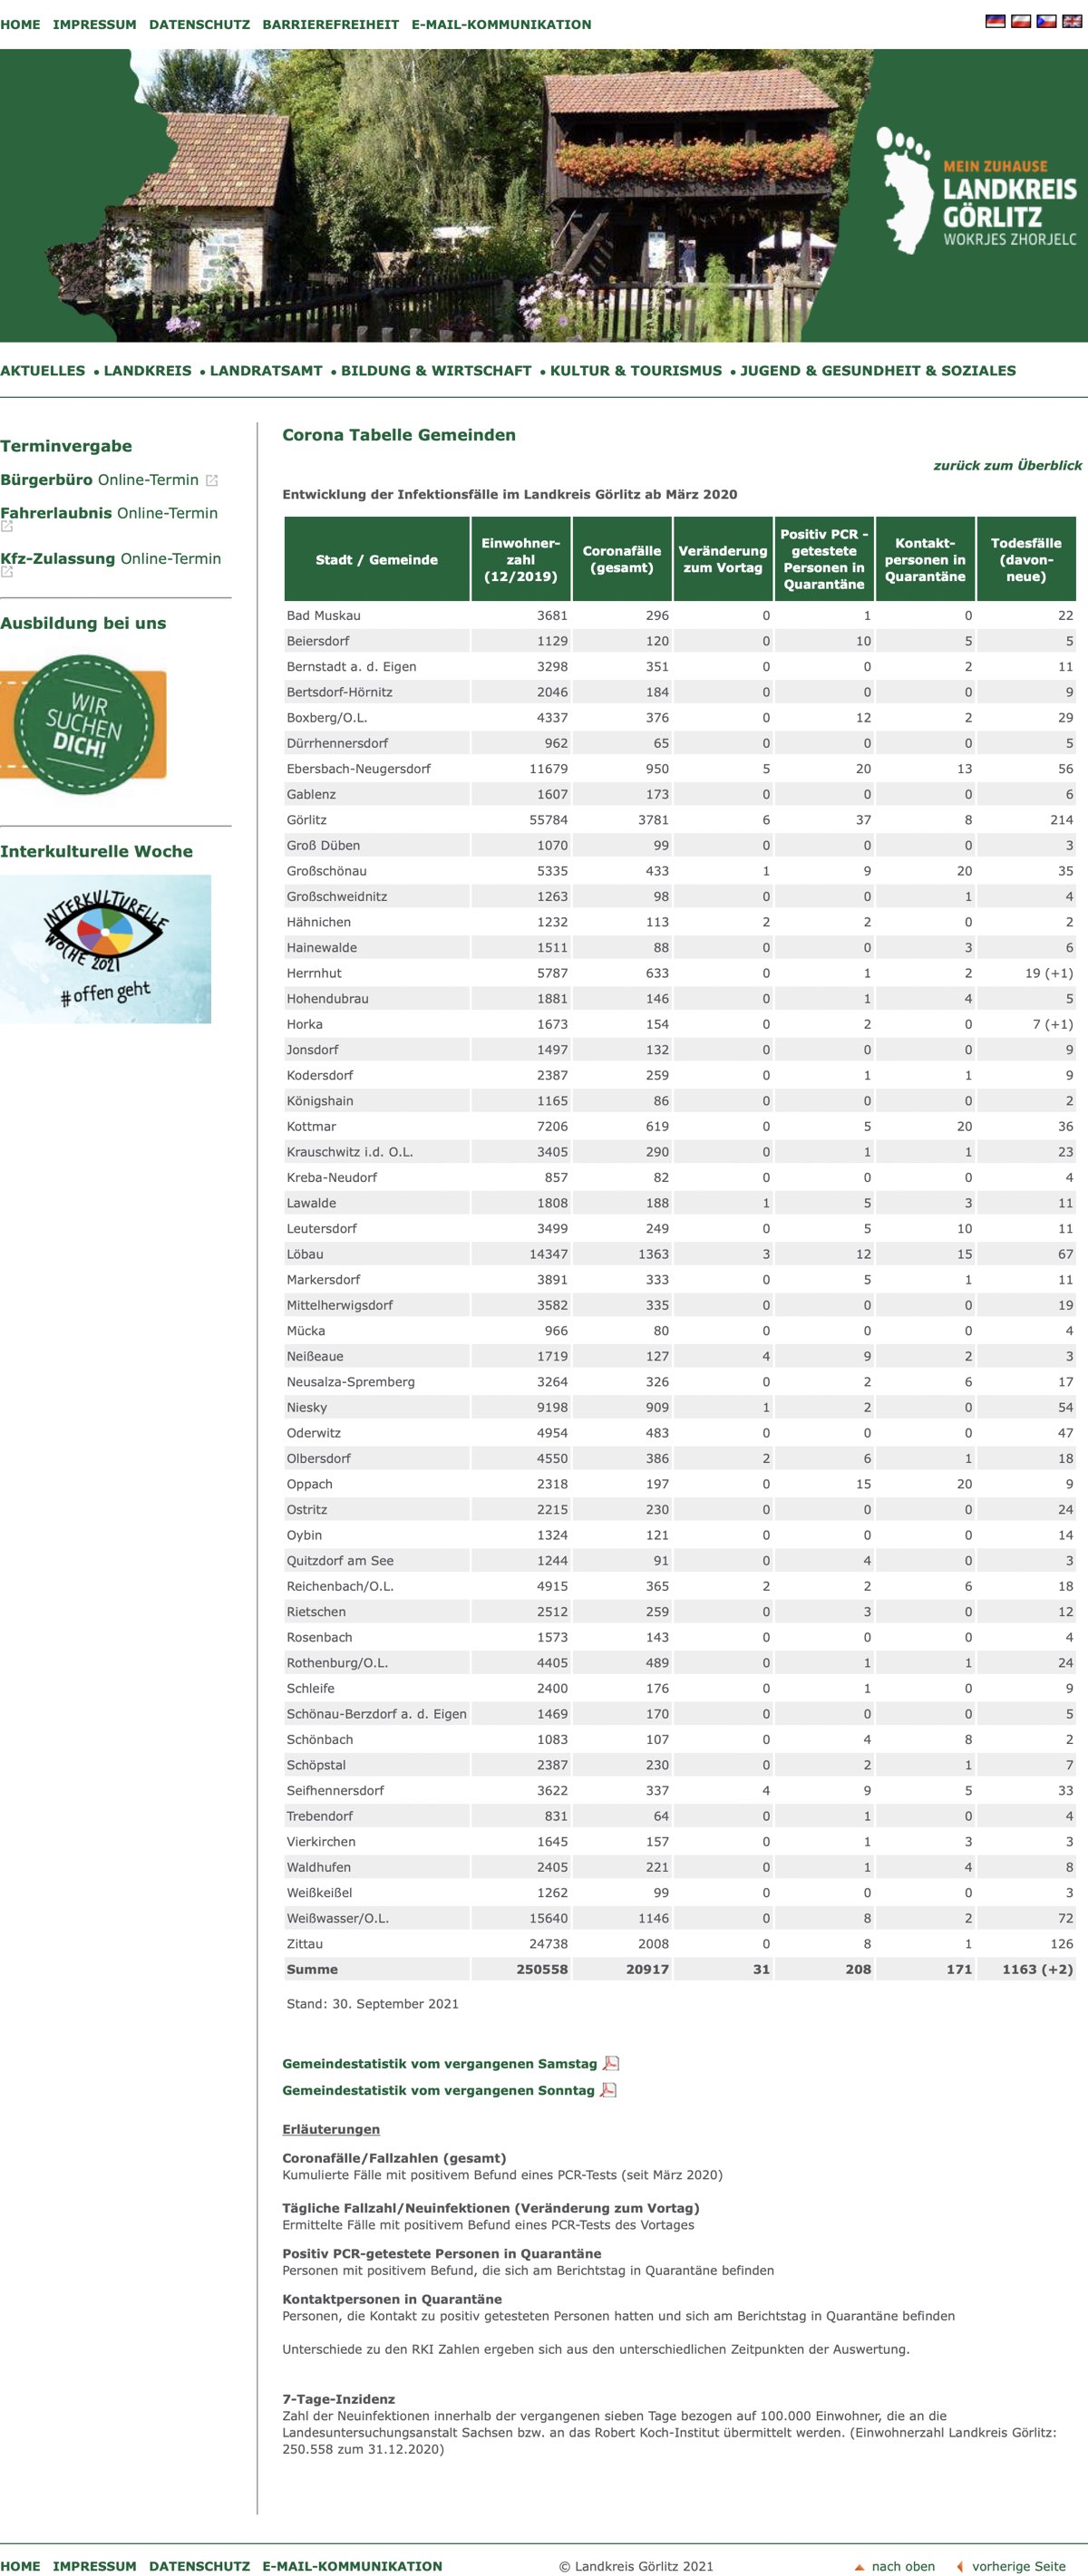 HOME IMPRESSUM DATENSCHUTZ BARRIEREFREIHEIT E-MAIL-KOMMUNIKATION
MEIN ZUHAUSE
LANDKREIS
GÖRLITZ
WOKRJES ZHORJELC
AKTUELLES • LANDKREIS • LANDRATSAMT • BILDUNG & WIRTSCHAFT • KULTUR & TOURISMUS • JUGEND & GESUNDHEIT & SOZIALES
Terminvergabe
Bürgerbüro Online-Termin
Fahrerlaubnis Online-Termin
Kfz-Zulassung Online-Termin
Ausbildung bei uns
WIR
SUCHEN
DICH!
Interkulturelle Woche
INTERKULTURELLE
WOCHE 2021
#offen geht
Corona Tabelle Gemeinden
zurück zum Überblick
Entwicklung der Infektionsfälle im Landkreis Görlitz ab März 2020
Stadt / Gemeinde Einwohner-zahl (12/2019) Coronafälle (gesamt) Veränderung zum Vortag Positiv PCR - getestete Personen in Quarantäne Kontakt-personen in Quarantäne Todesfälle (davon-neue)
Bad Muskau 3681 296 0 1 0 22
Beiersdorf 1129 120 0 10 5 5
Bernstadt a. d. Eigen 3298 351 0 0 2 11
Bertsdorf-Hörnitz 2046 184 0 0 0 9
Boxberg/O.L. 4337 376 0 12 2 29
Dürrhennersdorf 962 65 0 0 0 5
Ebersbach-Neugersdorf 11679 950 5 20 13 56
Gablenz 1607 173 0 0 0 6
Görlitz 55784 3781 6 37 8 214
Groß Düben 1070 99 0 0 0 3
Großschönau 5335 433 1 9 20 35
Großschweidnitz 1263 98 0 0 1 4
Hähnichen 1232 113 2 2 0 2
Hainewalde 1511 88 0 0 3 6
Herrnhut 5787 633 0 1 2 19 (+1)
Hohendubrau 1881 146 0 1 4 5
Horka 1673 154 0 2 0 7 (+1)
Jonsdorf 1497 132 0 0 0 9
Kodersdorf 2387 259 0 1 1 9
Königshain 1165 86 0 0 0 2
Kottmar 7206 619 0 5 20 36
Krauschwitz i.d. O.L. 3405 290 0 1 1 23
Kreba-Neudorf 857 82 0 0 0 4
Lawalde 1808 188 1 5 3 11
Leutersdorf 3499 249 0 5 10 11
Löbau 14347 1363 3 12 15 67
Markersdorf 3891 333 0 5 1 11
Mittelherwigsdorf 3582 335 0 0 0 19
Mücka 966 80 0 0 0 4
Neißeaue 1719 127 4 9 2 3
Neusalza-Spremberg 3264 326 0 2 6 17
Niesky 9198 909 1 2 0 54
Oderwitz 4954 483 0 0 0 47
Olbersdorf 4550 386 2 6 1 18
Oppach 2318 197 0 15 20 9
Ostritz 2215 230 0 0 0 24
Oybin 1324 121 0 0 0 14
Quitzdorf am See 1244 91 0 4 0 3
Reichenbach/O.L. 4915 365 2 2 6 18
Rietschen 2512 259 0 3 0 12
Rosenbach 1573 143 0 0 0 4
Rothenburg/O.L. 4405 489 0 1 1 24
Schleife 2400 176 0 1 0 9
Schönau-Berzdorf a. d. Eigen 1469 170 0 0 0 5
Schönbach 1083 107 0 4 8 2
Schöpstal 2387 230 0 2 1 7
Seifhennersdorf 3622 337 4 9 5 33
Trebendorf 831 64 0 1 0 4
Vierkirchen 1645 157 0 1 3 3
Waldhufen 2405 221 0 1 4 8
Weißkeißel 1262 99 0 0 0 3
Weißwasser/O.L. 15640 1146 0 8 2 72
Zittau 24738 2008 0 8 1 126
Summe 250558 20917 31 208 171 1163 (+2)
Stand: 30. September 2021
Gemeindestatistik vom vergangenen Samstag
Gemeindestatistik vom vergangenen Sonntag
Erläuterungen
Coronafälle/Fallzahlen (gesamt)
Kumulierte Fälle mit positivem Befund eines PCR-Tests (seit März 2020)
Tägliche Fallzahl/Neuinfektionen (Veränderung zum Vortag)
Ermittelte Fälle mit positivem Befund eines PCR-Tests des Vortages
Positiv PCR-getestete Personen in Quarantäne
Personen mit positivem Befund, die sich am Berichtstag in Quarantäne befinden
Kontaktpersonen in Quarantäne
Personen, die Kontakt zu positiv getesteten Personen hatten und sich am Berichtstag in Quarantäne befinden
Unterschiede zu den RKI Zahlen ergeben sich aus den unterschiedlichen Zeitpunkten der Auswertung.
7-Tage-Inzidenz
Zahl der Neuinfektionen innerhalb der vergangenen sieben Tage bezogen auf 100.000 Einwohner, die an die
Landesuntersuchungsanstalt Sachsen bzw. an das Robert Koch-Institut übermittelt werden. (Einwohnerzahl Landkreis Görlitz:
250.558 zum 31.12.2020)
HOME IMPRESSUM DATENSCHUTZ E-MAIL-KOMMUNIKATION © Landkreis Görlitz 2021 nach oben vorherige Seite